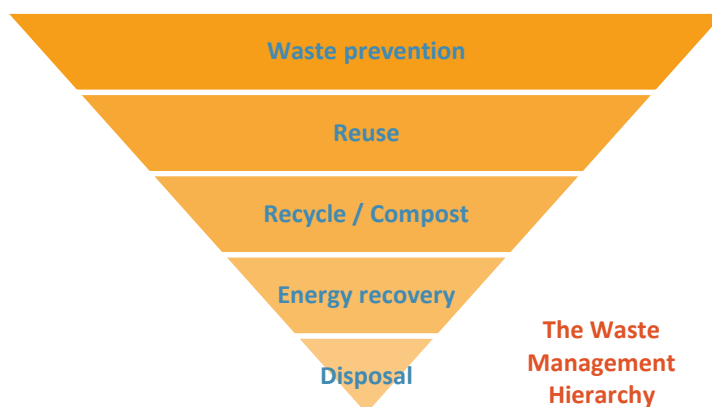 Waste prevention
Reuse
Recycle / Compost
Energy recovery
Disposal
The Waste
Management
Hierarchy